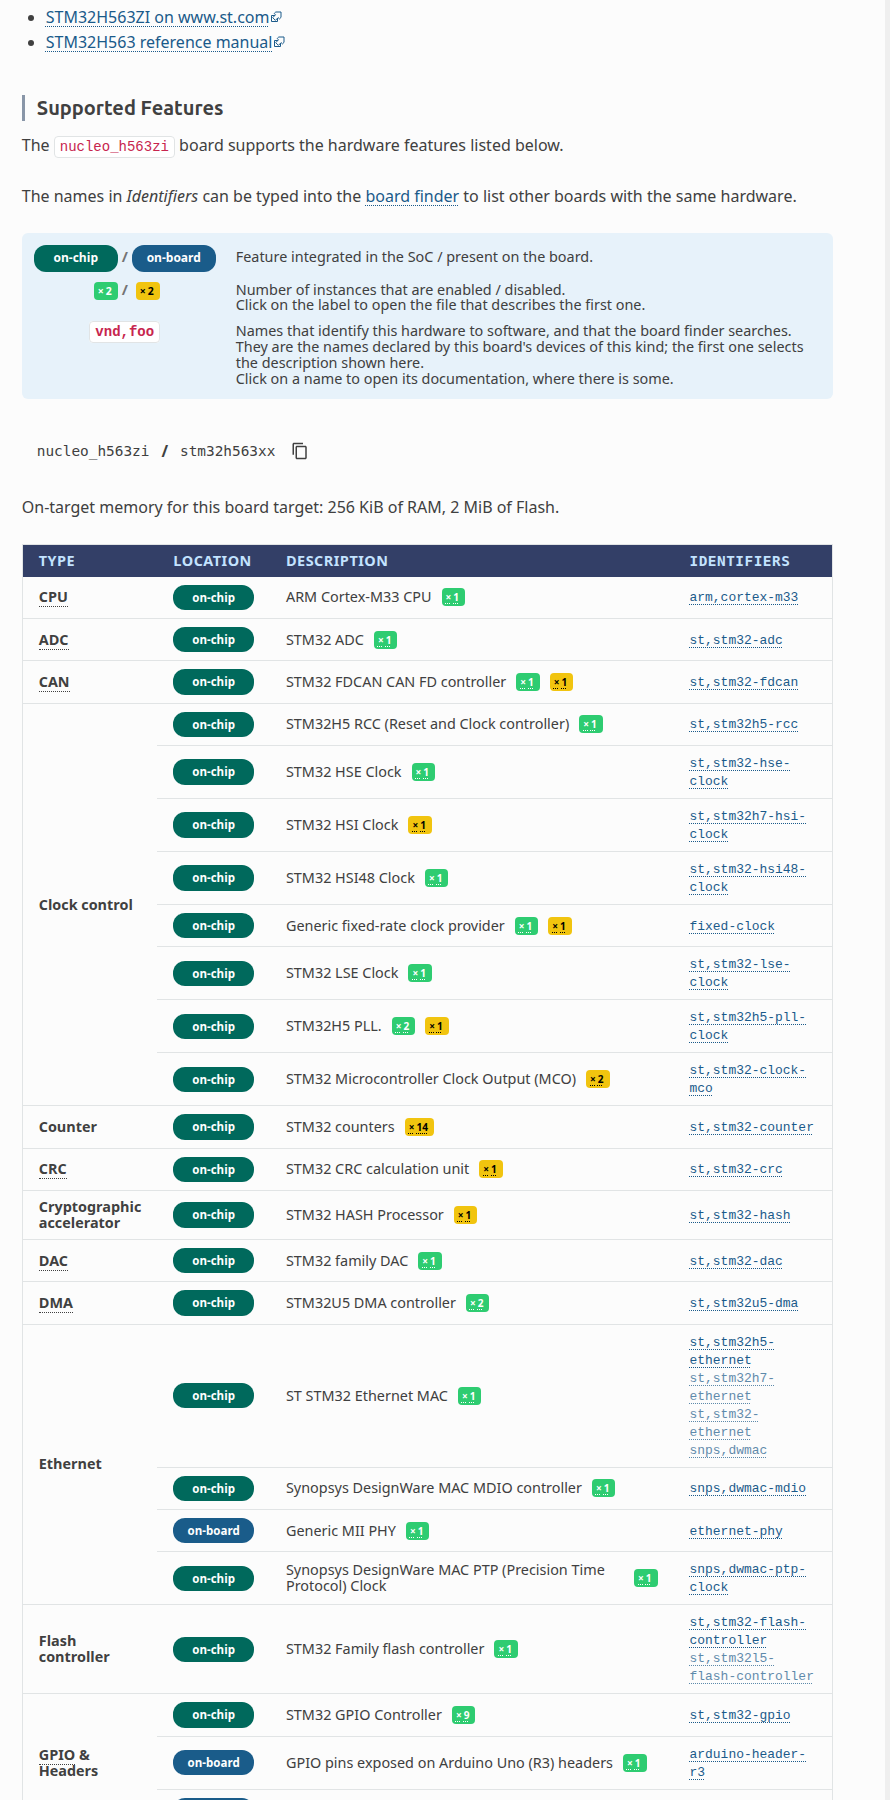 STM32H563ZI on www.st.com
STM32H563 reference manual
Supported Features
The nucleo_h563zi board supports the hardware features listed below.
The names in Identifiers can be typed into the board finder to list other boards with the same hardware.
on-chip / on-board Feature integrated in the SoC / present on the board.
×2 / ×2 Number of instances that are enabled / disabled.
Click on the label to open the file that describes the first one.
vnd,foo Names that identify this hardware to software, and that the board finder searches.
They are the names declared by this board's devices of this kind; the first one selects
the description shown here.
Click on a name to open its documentation, where there is some.
nucleo_h563zi / stm32h563xx
On-target memory for this board target: 256 KiB of RAM, 2 MiB of Flash.
TYPE LOCATION DESCRIPTION IDENTIFIERS
CPU on-chip ARM Cortex-M33 CPU ×1 arm,cortex-m33
ADC on-chip STM32 ADC ×1 st,stm32-adc
CAN on-chip STM32 FDCAN CAN FD controller ×1 ×1 st,stm32-fdcan
Clock control
on-chip STM32H5 RCC (Reset and Clock controller) ×1 st,stm32h5-rcc
on-chip STM32 HSE Clock ×1 st,stm32-hse-
clock
on-chip STM32 HSI Clock ×1 st,stm32h7-hsi-
clock
on-chip STM32 HSI48 Clock ×1 st,stm32-hsi48-
clock
on-chip Generic fixed-rate clock provider ×1 ×1 fixed-clock
on-chip STM32 LSE Clock ×1 st,stm32-lse-
clock
on-chip STM32H5 PLL. ×2 ×1 st,stm32h5-pll-
clock
on-chip STM32 Microcontroller Clock Output (MCO) ×2 st,stm32-clock-
mco
Counter on-chip STM32 counters ×14 st,stm32-counter
CRC on-chip STM32 CRC calculation unit ×1 st,stm32-crc
Cryptographic
accelerator on-chip STM32 HASH Processor ×1 st,stm32-hash
DAC on-chip STM32 family DAC ×1 st,stm32-dac
DMA on-chip STM32U5 DMA controller ×2 st,stm32u5-dma
Ethernet
on-chip ST STM32 Ethernet MAC ×1 st,stm32h5-
ethernet
st,stm32h7-
ethernet
st,stm32-
ethernet
snps,dwmac
on-chip Synopsys DesignWare MAC MDIO controller ×1 snps,dwmac-mdio
on-board Generic MII PHY ×1 ethernet-phy
on-chip Synopsys DesignWare MAC PTP (Precision Time
Protocol) Clock ×1 snps,dwmac-ptp-
clock
Flash
controller on-chip STM32 Family flash controller ×1 st,stm32-flash-
controller
st,stm32l5-
flash-controller
GPIO &
Headers
on-chip STM32 GPIO Controller ×9 st,stm32-gpio
on-board GPIO pins exposed on Arduino Uno (R3) headers ×1 arduino-header-
r3